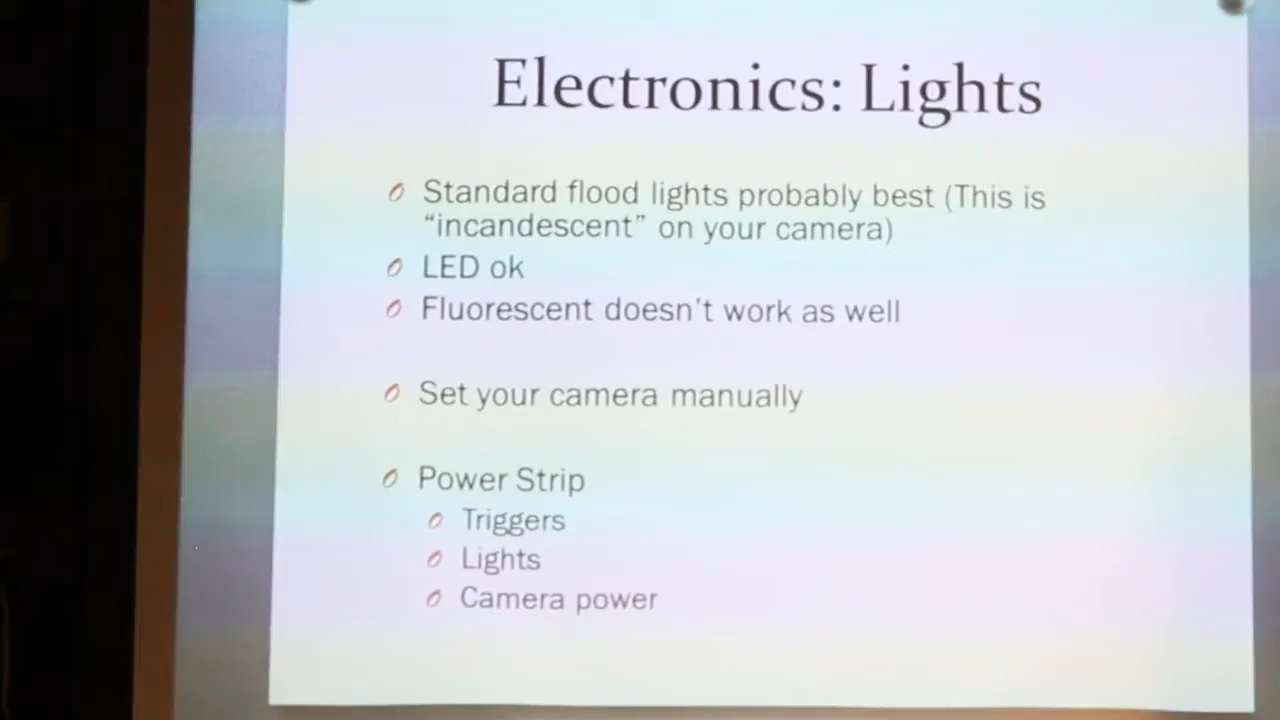 Electronics: Lights
Standard flood lights probably best (This is
“incandescent” on your camera)
LED ok
Fluorescent doesn’t work as well
Set your camera manually
Power Strip
Triggers
Lights
Camera power